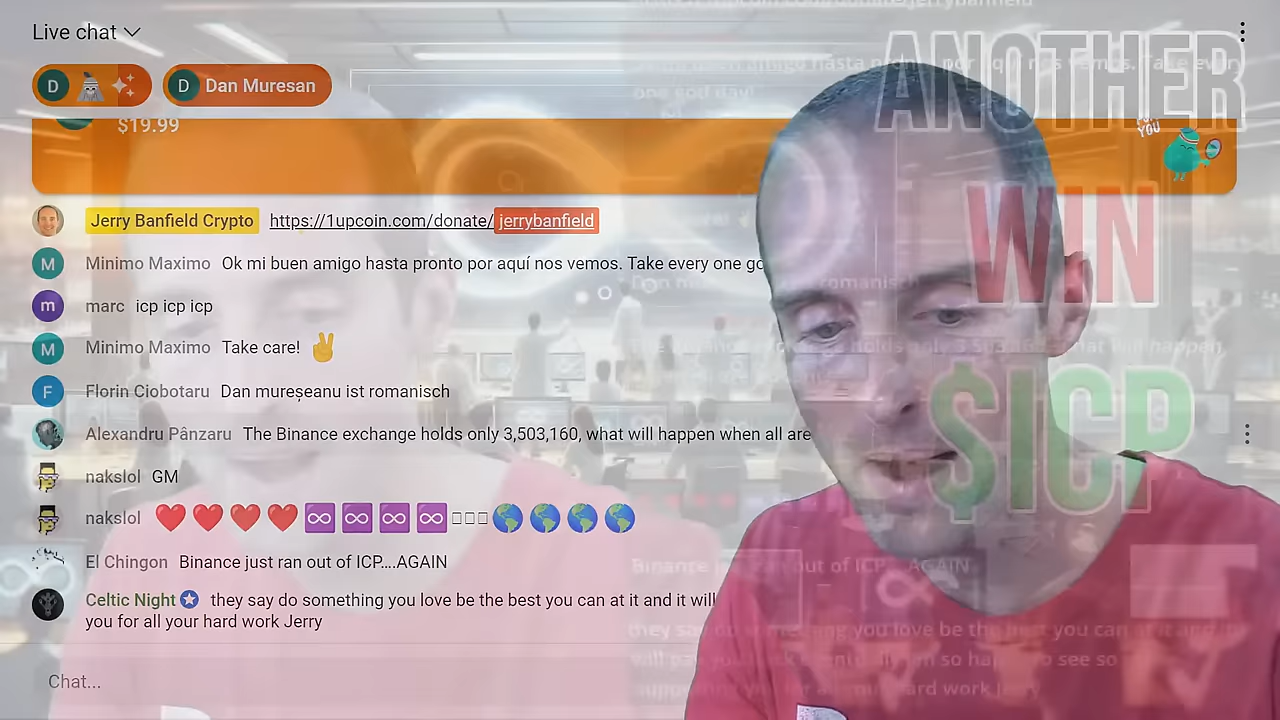 Live chat
ANOTHER
D
D Dan Muresan
one
$19.99
YOU
WIN
Jerry Banfield Crypto https://1upcoin.com/donate/jerrybanfield
M Minimo Maximo Ok mi buen amigo hasta pronto por aquí nos vemos. Take every one go
m marc icp icp icp
M Minimo Maximo Take care! ✌️
F Florin Ciobotaru Dan mureșeanu ist romanisch
$ICP
Alexandru Pânzaru The Binance exchange holds only 3,503,160, what will happen when all are
nakslol GM
nakslol ❤️❤️❤️❤️♾️♾️♾️♾️□□□🌎🌎🌎🌎
El Chingon Binance just ran out of ICP....AGAIN
Celtic Night they say do something you love be the best you can at it and it will
you for all your hard work Jerry
Chat...